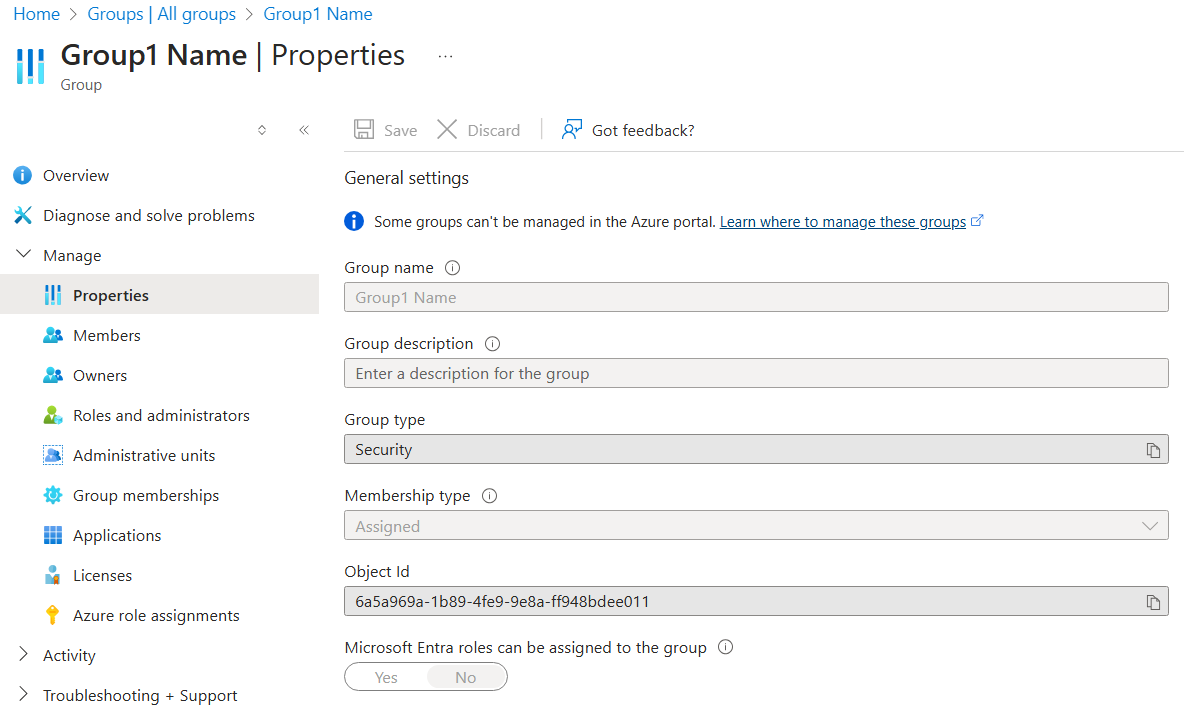 Home > Groups | All groups > Group1 Name
Group1 Name | Properties ...
Group
Save Discard Got feedback?
Overview
Diagnose and solve problems
Manage
Properties
Members
Owners
Roles and administrators
Administrative units
Group memberships
Applications
Licenses
Azure role assignments
Activity
Troubleshooting + Support
General settings
Some groups can't be managed in the Azure portal. Learn where to manage these groups
Group name
Group1 Name
Group description
Enter a description for the group
Group type
Security
Membership type
Assigned
Object Id
6a5a969a-1b89-4fe9-9e8a-ff948bdee011
Microsoft Entra roles can be assigned to the group
Yes No